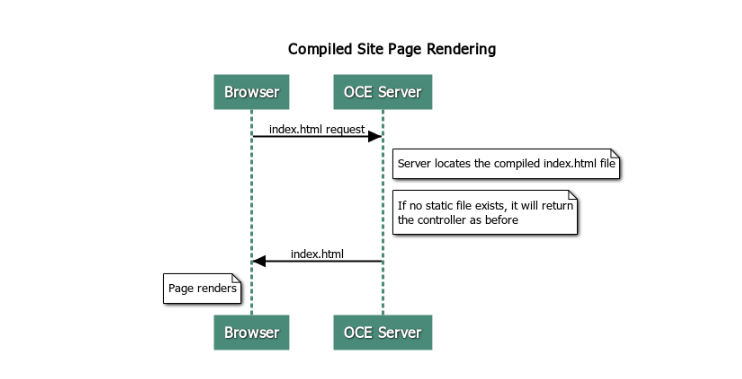 Compiled Site Page Rendering
Browser
OCE Server
index.html request
Server locates the compiled index.html file
If no static file exists, it will return
the controller as before
index.html
Page renders
Browser
OCE Server